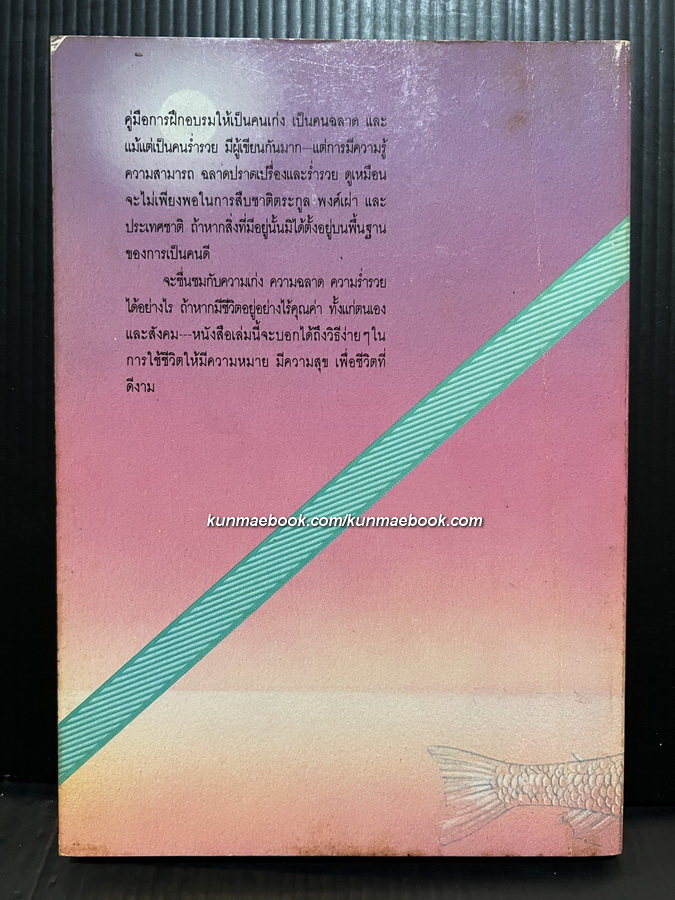 คู่มือการฝึกอบรมให้เป็นคนเก่ง เป็นคนฉลาด และ
แม้แต่เป็นคนร่ำรวย มีผู้เขียนกันมาก—แต่การมีความรู้
ความสามารถ ฉลาดปราดเปรื่องและร่ำรวย ดูเหมือน
จะไม่เพียงพอในการสืบชาติตระกูล พงศ์เผ่า และ
ประเทศชาติ ถ้าหากสิ่งที่มีอยู่นั้นมิได้ตั้งอยู่บนพื้นฐาน
ของการเป็นคนดี
จะชื่นชมกับความเก่ง ความฉลาด ความร่ำรวย
ได้อย่างไร ถ้าหากมีชีวิตอยู่อย่างไร้คุณค่า ทั้งแก่ตนเอง
และสังคม---หนังสือเล่มนี้จะบอกได้ถึงวิธีง่ายๆใน
การใช้ชีวิตให้มีความหมาย มีความสุข เพื่อชีวิตที่
ดีงาม
kunmaebook.com/kunmaebook.com